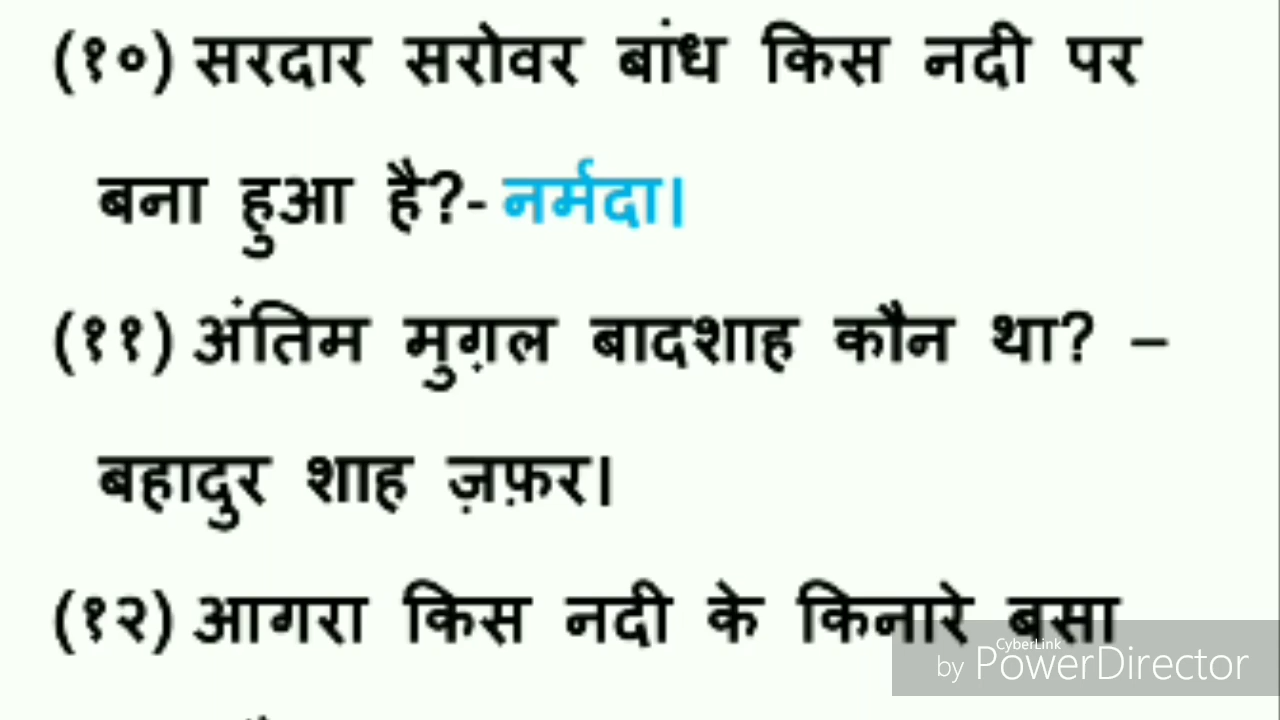 (१०) सरदार सरोवर बांध किस नदी पर
बना हुआ है?- नर्मदा।
(११) अंतिम मुग़ल बादशाह कौन था? –
बहादुर शाह ज़फ़र।
(१२) आगरा किस नदी के किनारे बसा
CyberLink
by PowerDirector